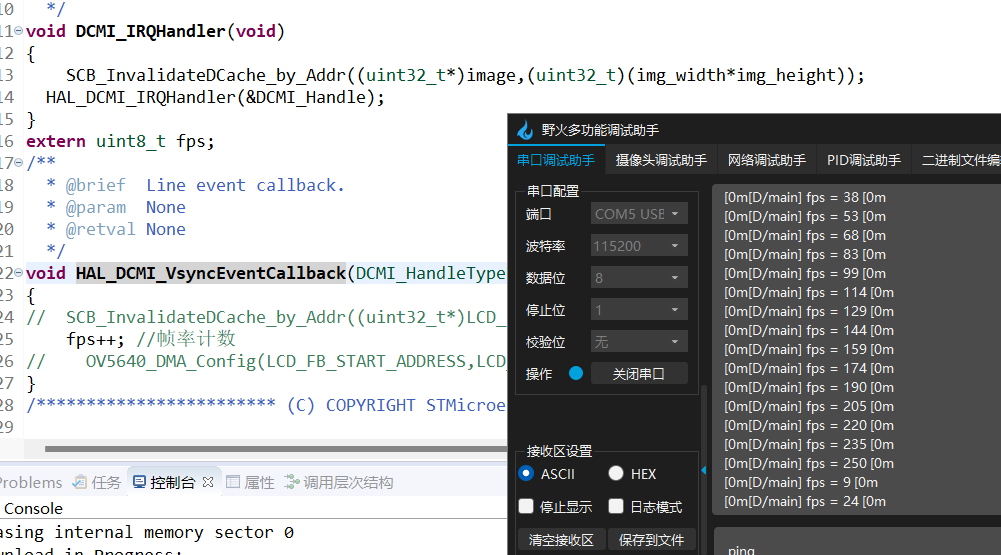 10 */
11 void DCMI_IRQHandler(void)
12 {
13 SCB_InvalidateDCache_by_Addr((uint32_t*)image,(uint32_t)(img_width*img_height));
14 HAL_DCMI_IRQHandler(&DCMI_Handle);
15 }
16 extern uint8_t fps;
17 /**
18 * @brief Line event callback.
19 * @param None
20 * @retval None
21 */
22 void HAL_DCMI_VsyncEventCallback(DCMI_HandleType
23 {
24 // SCB_InvalidateDCache_by_Addr((uint32_t*)LCD_
25 fps++; //帧率计数
26 // OV5640_DMA_Config(LCD_FB_START_ADDRESS,LCD_
27 }
28 /************************ (C) COPYRIGHT STMicroe
29
Problems 任务 控制台 属性 调用层次结构
Console
asing internal memory sector 0
wnload in Progress:
野火多功能调试助手
串口调试助手 摄像头调试助手 网络调试助手 PID调试助手 二进制文件编
串口配置
端口 COM5 USB
波特率 115200
数据位 8
停止位 1
校验位 无
操作 关闭串口
接收区设置
ASCII HEX
停止显示 日志模式
清空接收区 保存到文件
[0m[D/main] fps = 38 [0m
[0m[D/main] fps = 53 [0m
[0m[D/main] fps = 68 [0m
[0m[D/main] fps = 83 [0m
[0m[D/main] fps = 99 [0m
[0m[D/main] fps = 114 [0m
[0m[D/main] fps = 129 [0m
[0m[D/main] fps = 144 [0m
[0m[D/main] fps = 159 [0m
[0m[D/main] fps = 174 [0m
[0m[D/main] fps = 190 [0m
[0m[D/main] fps = 205 [0m
[0m[D/main] fps = 220 [0m
[0m[D/main] fps = 235 [0m
[0m[D/main] fps = 250 [0m
[0m[D/main] fps = 9 [0m
[0m[D/main] fps = 24 [0m
ping